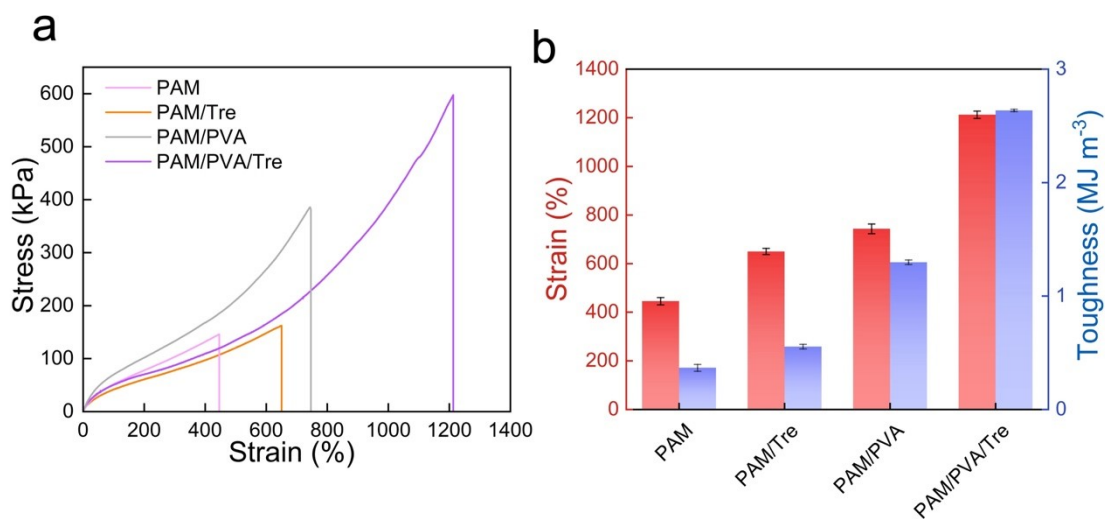 a
PAM
PAM/Tre
PAM/PVA
PAM/PVA/Tre
Stress (kPa)
600
500
400
300
200
100
0
0 200 400 600 800 1000 1200 1400
Strain (%)
b
Strain (%)
1400
1200
1000
800
600
400
200
0
3
2
1
0
Toughness (MJ m-3)
PAM
PAM/Tre
PAM/PVA
PAM/PVA/Tre